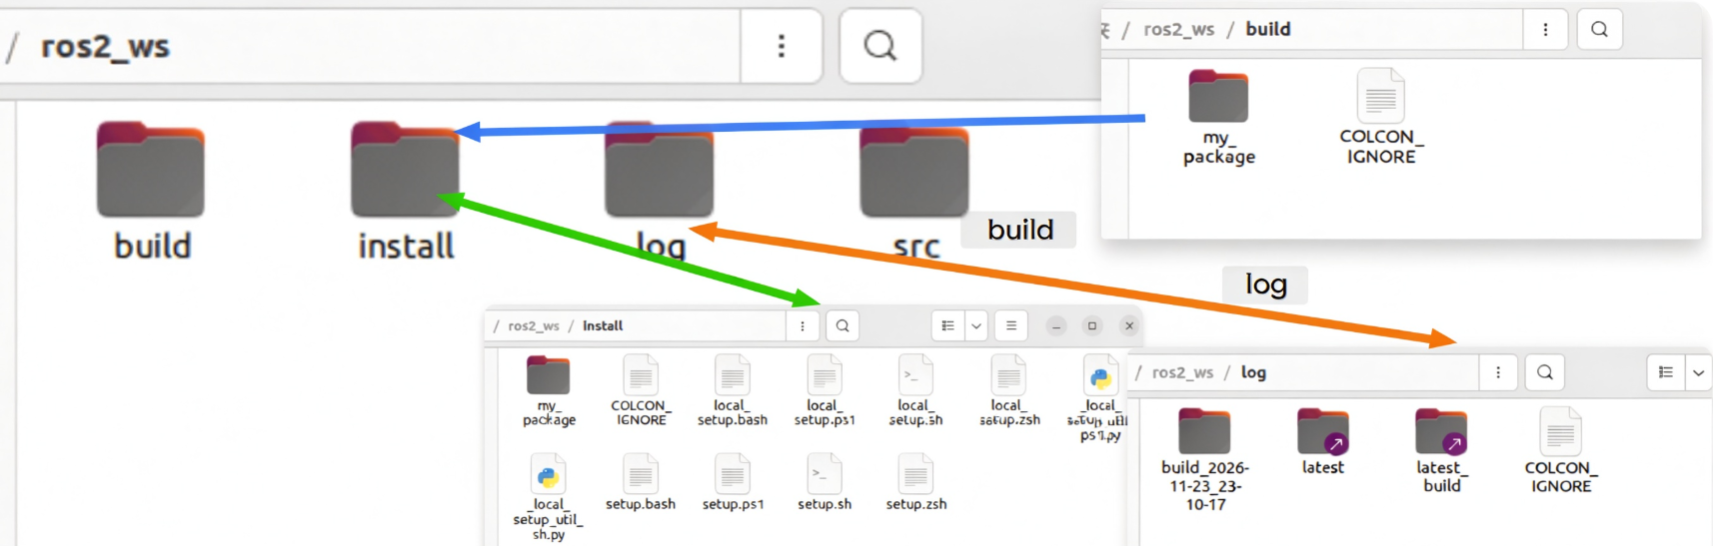 / ros2_ws
build
install
log
src
/ ros2_ws / build
my_
package
COLCON_
IGNORE
build
log
/ ros2_ws / Install
my_
package
COLCON_
IGNORE
local_
setup.bash
local_
setup.ps1
local_
setup.sh
local_
setup.zsh
_local_
ps1.py
_local_
setup_util_
sh.py
setup.bash
setup.ps1
setup.sh
setup.zsh
/ ros2_ws / log
build_2026-
11-23_23-
10-17
latest
latest_
build
COLCON_
IGNORE